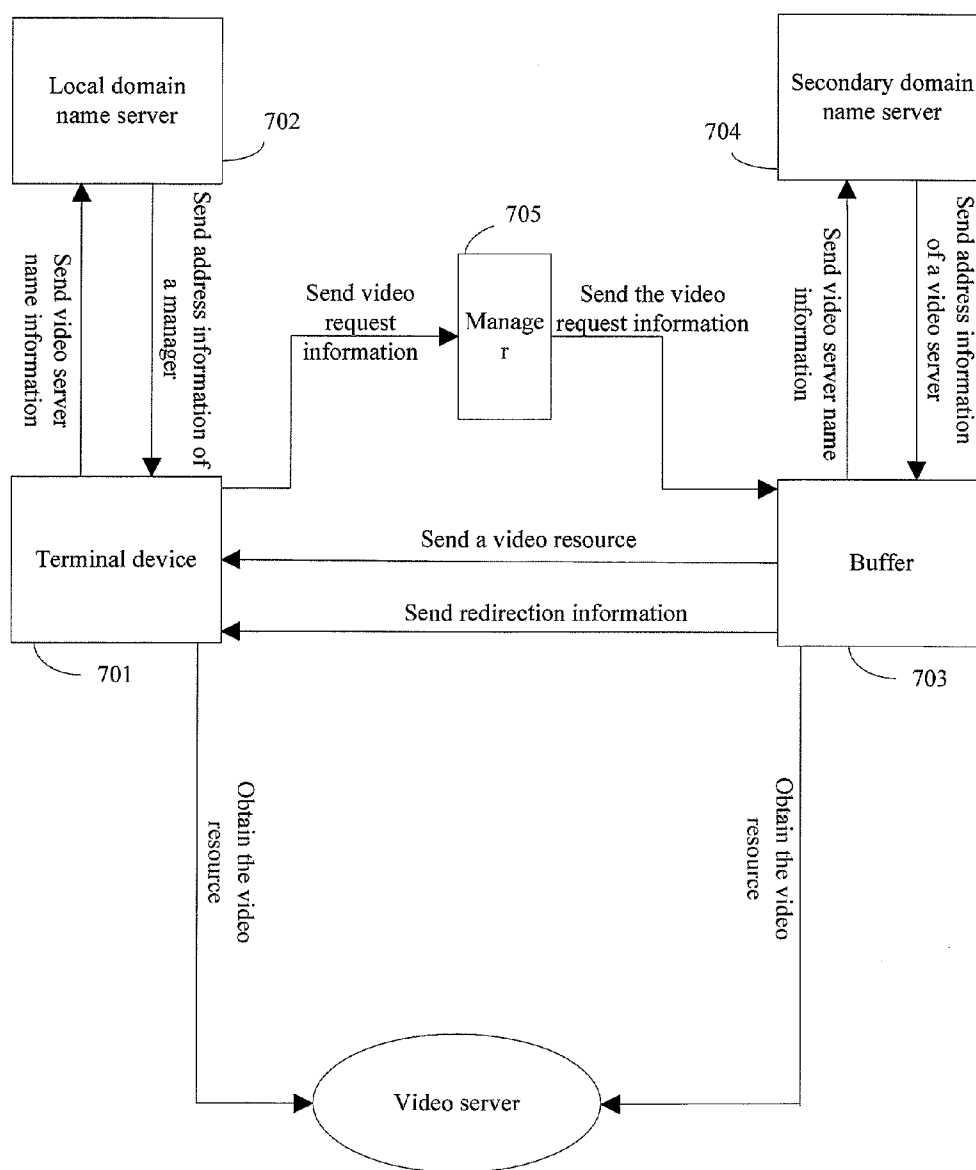 Local domain
name server
702
Secondary domain
name server
704
Send video server
name information
Send address information of
a manager
705
Send video
request
information
Manage
r
Send the video
request information
Send video server name
information
Send address information
of a video server
Terminal device
701
Send a video resource
Send redirection information
Buffer
703
Obtain the video
resource
Obtain the video
resource
Video server